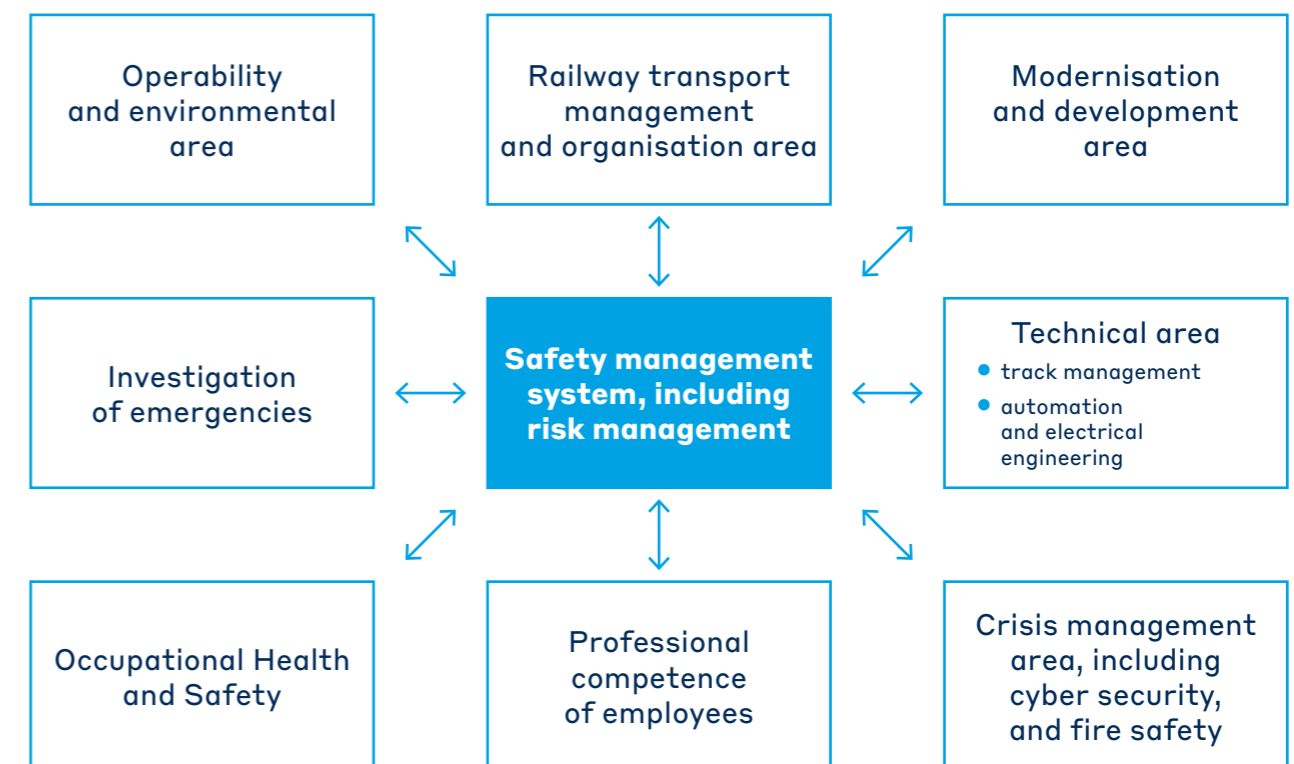 Operability
and environmental
area
Railway transport
management
and organisation area
Modernisation
and development
area
Investigation
of emergencies
Safety management
system, including
risk management
Technical area
track management
automation
and electrical
engineering
Occupational Health
and Safety
Professional
competence
of employees
Crisis management
area, including
cyber security,
and fire safety